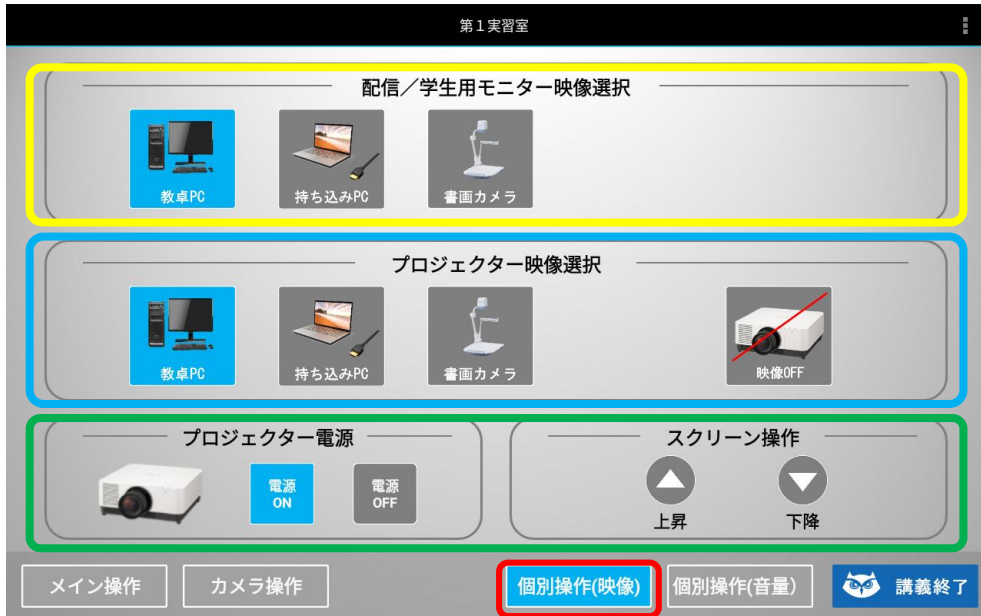 第１実習室
配信／学生用モニター映像選択
教卓PC
持ち込みPC
書画カメラ
プロジェクター映像選択
教卓PC
持ち込みPC
書画カメラ
映像OFF
プロジェクター電源
電源
ON
電源
OFF
スクリーン操作
上昇
下降
メイン操作
カメラ操作
個別操作(映像)
個別操作(音量)
講義終了